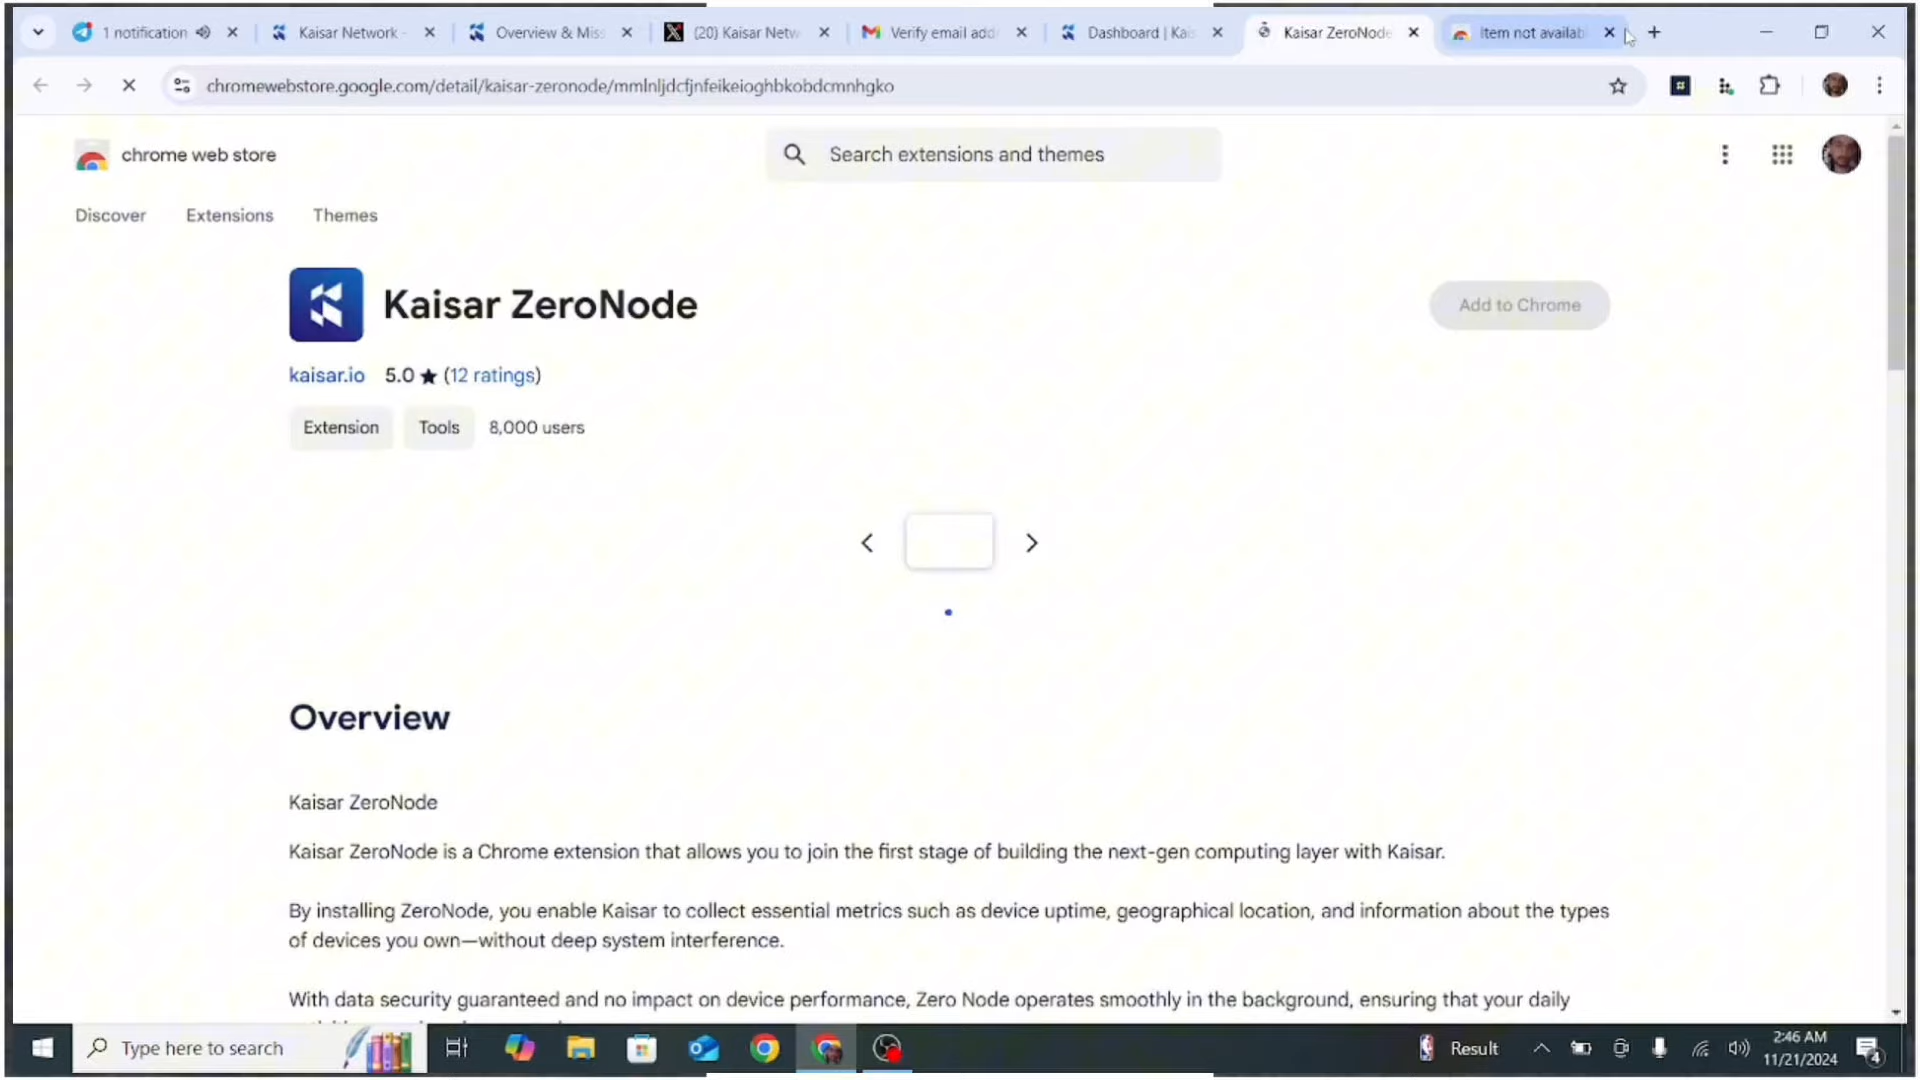 1 notification
Kaisar Network -
Overview & Miss
(20) Kaisar Netw
Verify email add
Dashboard | Kais
Kaisar ZeroNode
Item not availab
chromewebstore.google.com/detail/kaisar-zeronode/mmlnljdcfjnfeikeioghbkobdcmnhgko
chrome web store
Search extensions and themes
Discover
Extensions
Themes
Kaisar ZeroNode
Add to Chrome
kaisar.io 5.0 ★ (12 ratings)
Extension
Tools
8,000 users
Overview
Kaisar ZeroNode
Kaisar ZeroNode is a Chrome extension that allows you to join the first stage of building the next-gen computing layer with Kaisar.
By installing ZeroNode, you enable Kaisar to collect essential metrics such as device uptime, geographical location, and information about the types
of devices you own—without deep system interference.
With data security guaranteed and no impact on device performance, Zero Node operates smoothly in the background, ensuring that your daily
Type here to search
Result
2:46 AM
11/21/2024
4